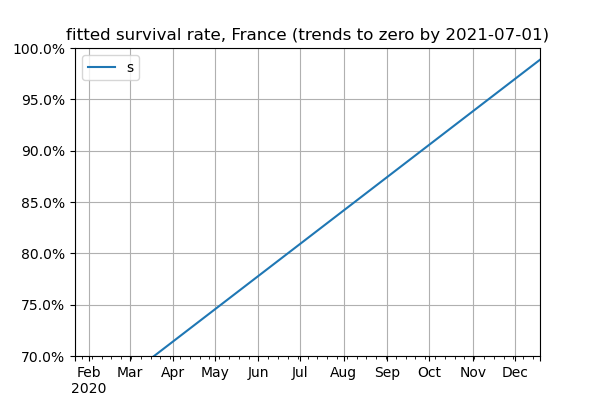 fitted survival rate, France (trends to zero by 2021-07-01)
100.0%
s
95.0%
90.0%
85.0%
80.0%
75.0%
70.0%
Feb Mar Apr May Jun Jul Aug Sep Oct Nov Dec
2020